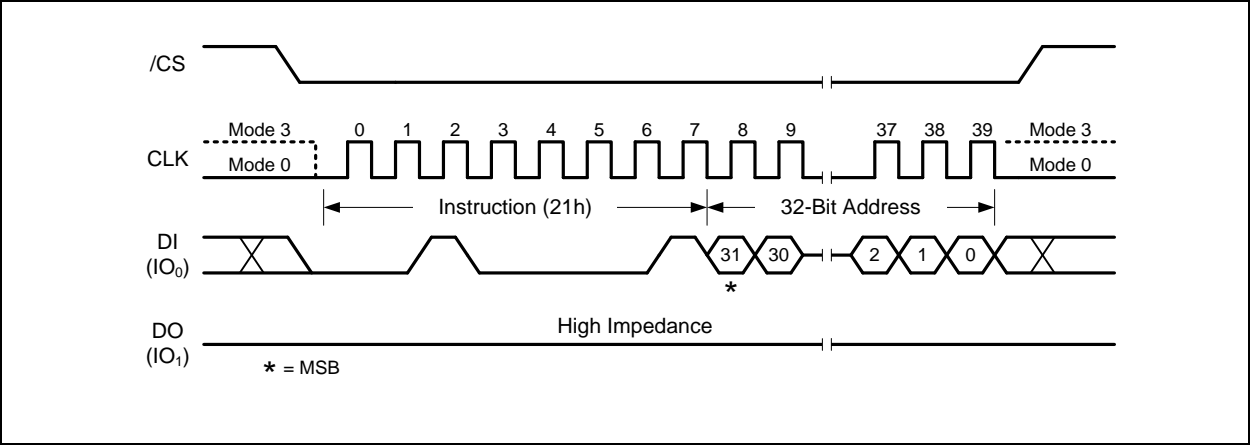 /CS
Mode 3 0 1 2 3 4 5 6 7 8 9 37 38 39 Mode 3
CLK
Mode 0 Mode 0
Instruction (21h) 32-Bit Address
DI
(IO₀) 31 30 2 1 0
*
High Impedance
DO
(IO₁)
* = MSB